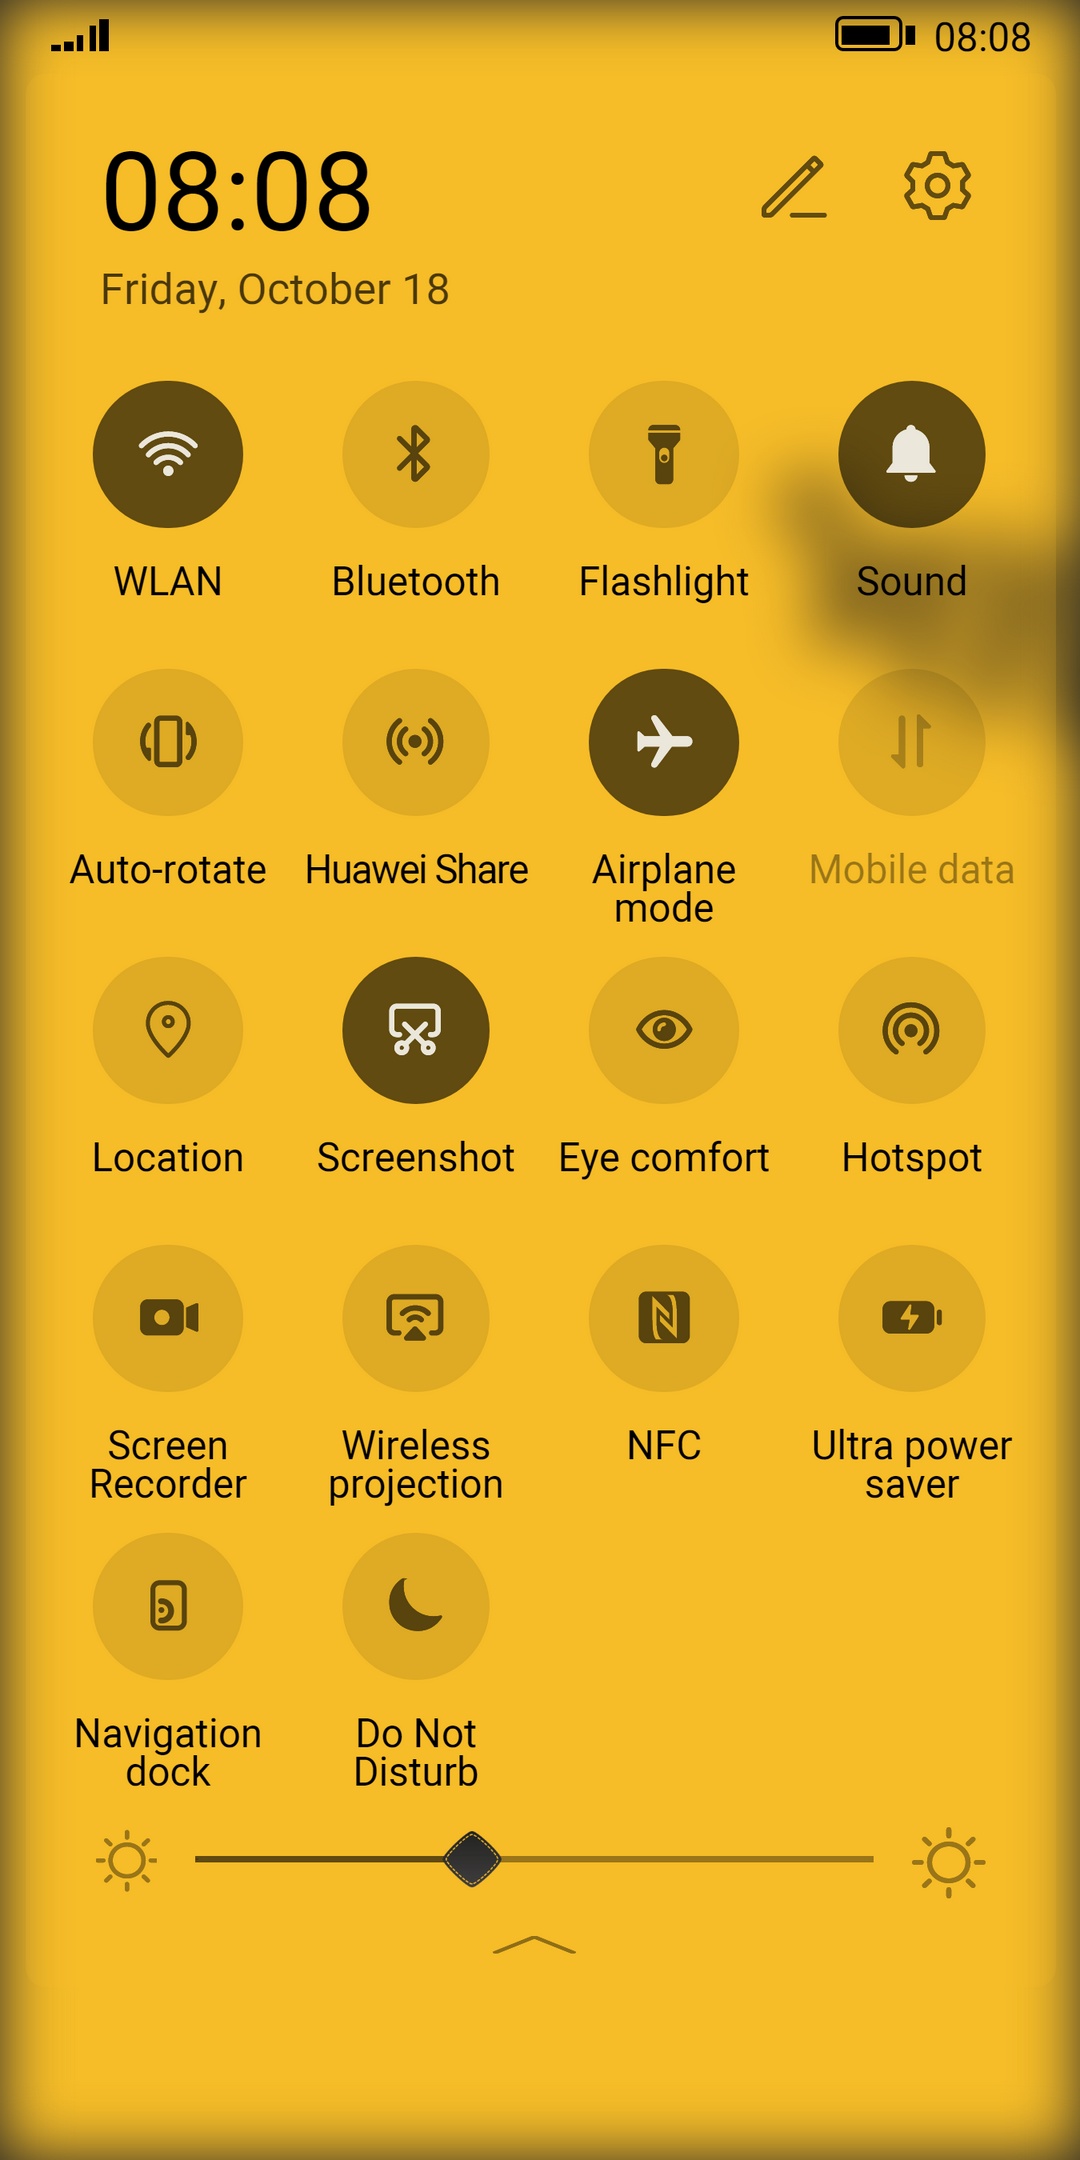 08:08
08:08
Friday, October 18
WLAN
Bluetooth
Flashlight
Sound
Auto-rotate
Huawei Share
Airplane
mode
Mobile data
Location
Screenshot
Eye comfort
Hotspot
Screen
Recorder
Wireless
projection
NFC
Ultra power
saver
Navigation
dock
Do Not
Disturb